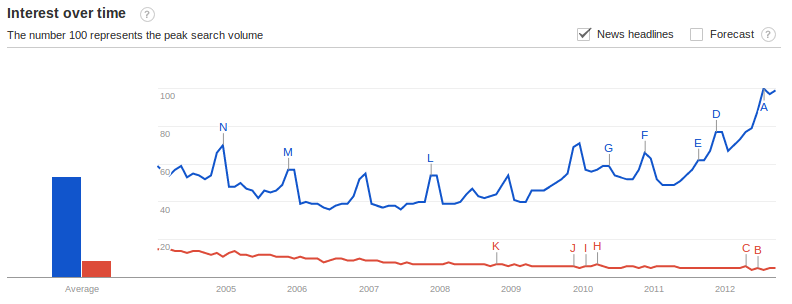 Interest over time ?
The number 100 represents the peak search volume
News headlines Forecast ?
100
80
60
40
20
N
M
L
G
F
E
D
A
K
J I H
C B
Average 2005 2006 2007 2008 2009 2010 2011 2012